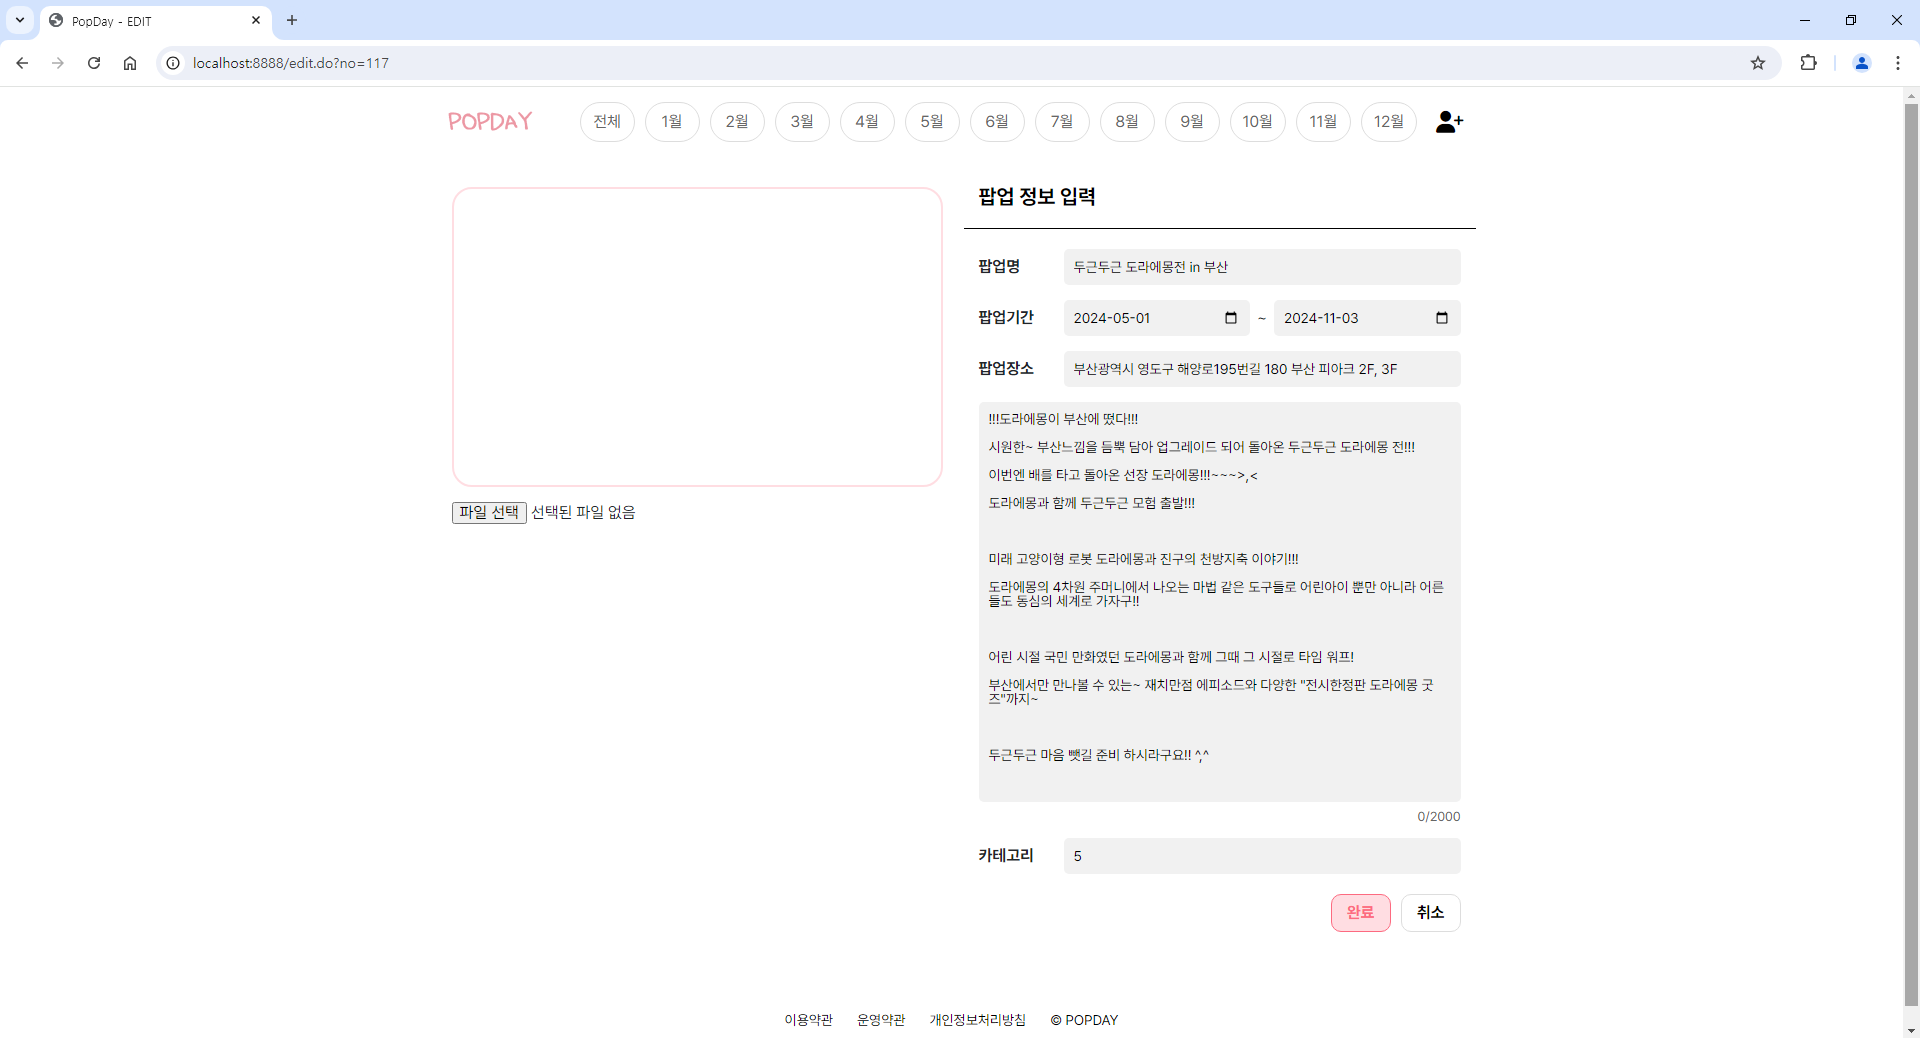 PopDay - EDIT
localhost:8888/edit.do?no=117
POPDAY 전체 1월 2월 3월 4월 5월 6월 7월 8월 9월 10월 11월 12월
파일 선택 선택된 파일 없음
팝업 정보 입력
팝업명 두근두근 도라에몽전 in 부산
팝업기간 2024-05-01 ~ 2024-11-03
팝업장소 부산광역시 영도구 해양로195번길 180 부산 피아크 2F, 3F
!!!도라에몽이 부산에 떴다!!!
시원한~ 부산느낌을 듬뿍 담아 업그레이드 되어 돌아온 두근두근 도라에몽 전!!!
이번엔 배를 타고 돌아온 선장 도라에몽!!!~~~>,<
도라에몽과 함께 두근두근 모험 출발!!!
미래 고양이형 로봇 도라에몽과 진구의 천방지축 이야기!!!
도라에몽의 4차원 주머니에서 나오는 마법 같은 도구들로 어린아이 뿐만 아니라 어른
들도 동심의 세계로 가자구!!
어린 시절 국민 만화였던 도라에몽과 함께 그때 그 시절로 타임 워프!
부산에서만 만나볼 수 있는~ 재치만점 에피소드와 다양한 "전시한정판 도라에몽 굿
즈"까지~
두근두근 마음 뺏길 준비 하시라구요!! ^,^
0/2000
카테고리 5
완료 취소
이용약관 운영약관 개인정보처리방침 © POPDAY